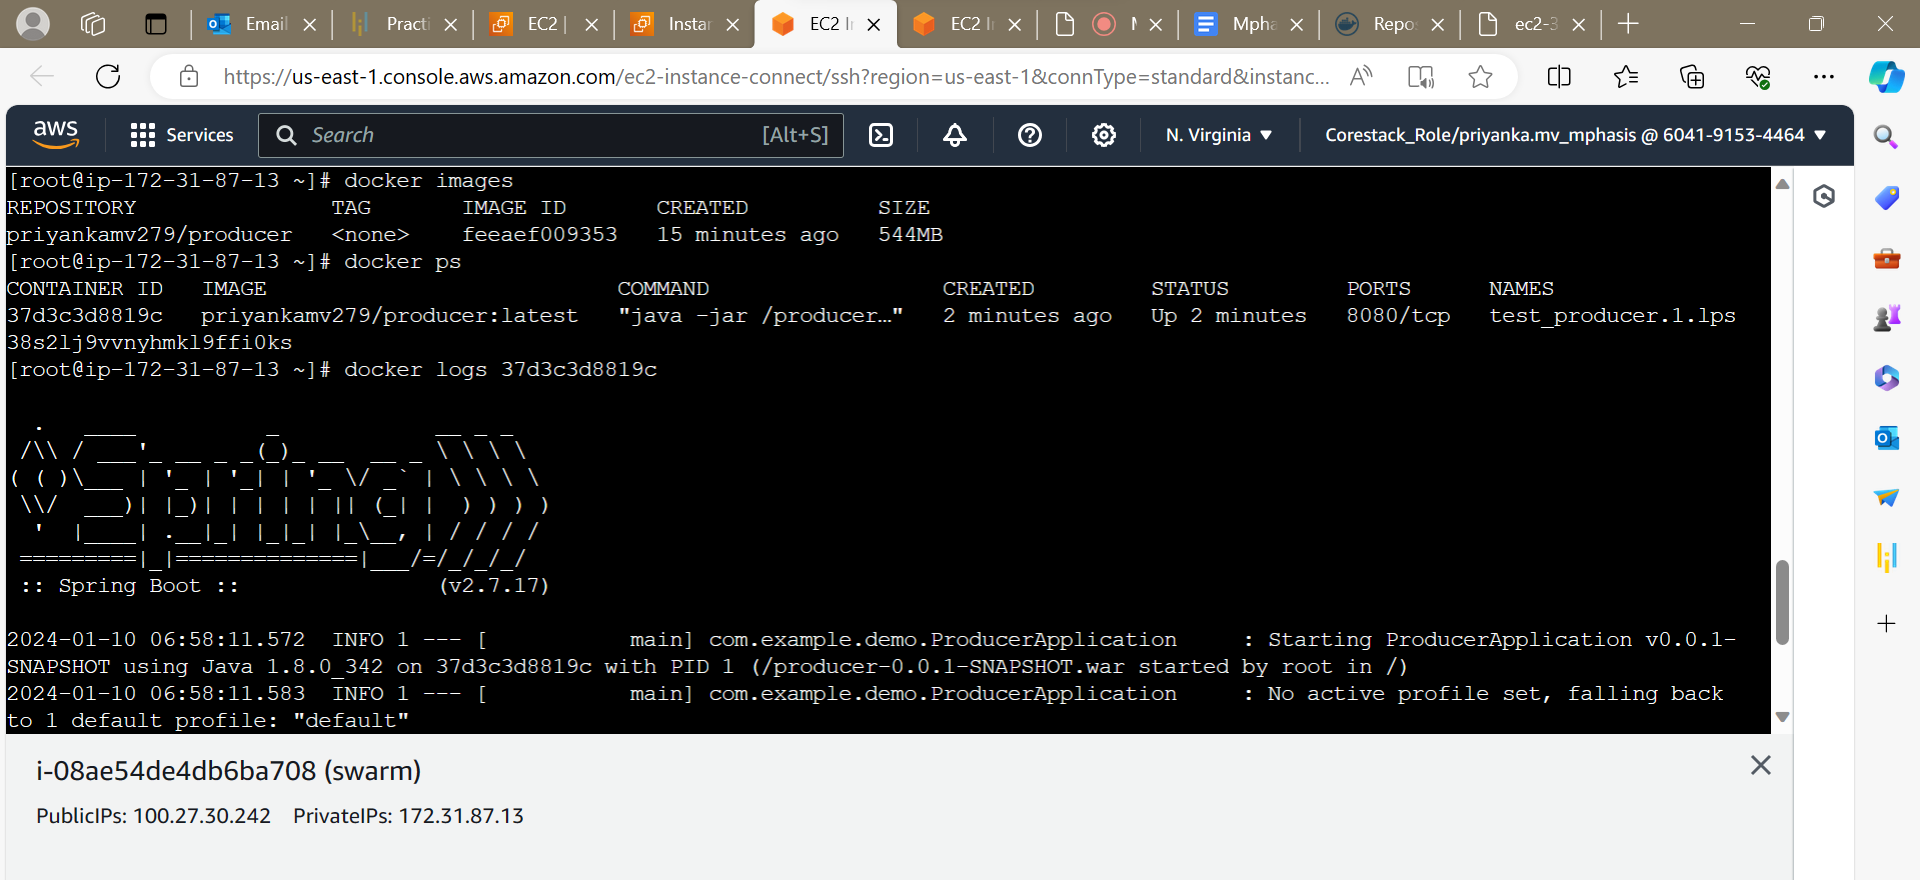 Email
Practi
EC2 |
Instan
EC2 In
EC2 In
Mpha
Repo
ec2-3
https://us-east-1.console.aws.amazon.com/ec2-instance-connect/ssh?region=us-east-1&connType=standard&instanc...
aws
Services
Search
[Alt+S]
N. Virginia
Corestack_Role/priyanka.mv_mphasis @ 6041-9153-4464
[root@ip-172-31-87-13 ~]# docker images
REPOSITORY TAG IMAGE ID CREATED SIZE
priyankamv279/producer <none> feeaef009353 15 minutes ago 544MB
[root@ip-172-31-87-13 ~]# docker ps
CONTAINER ID IMAGE COMMAND CREATED STATUS PORTS NAMES
37d3c3d8819c priyankamv279/producer:latest "java -jar /producer…" 2 minutes ago Up 2 minutes 8080/tcp test_producer.1.lps
38s2lj9vvnyhmkl9ffi0ks
[root@ip-172-31-87-13 ~]# docker logs 37d3c3d8819c
Spring
:: Spring Boot :: (v2.7.17)
2024-01-10 06:58:11.572 INFO 1 --- [ main] com.example.demo.ProducerApplication : Starting ProducerApplication v0.0.1-
SNAPSHOT using Java 1.8.0_342 on 37d3c3d8819c with PID 1 (/producer-0.0.1-SNAPSHOT.war started by root in /)
2024-01-10 06:58:11.583 INFO 1 --- [ main] com.example.demo.ProducerApplication : No active profile set, falling back
to 1 default profile: "default"
i-08ae54de4db6ba708 (swarm)
PublicIPs: 100.27.30.242 PrivateIPs: 172.31.87.13